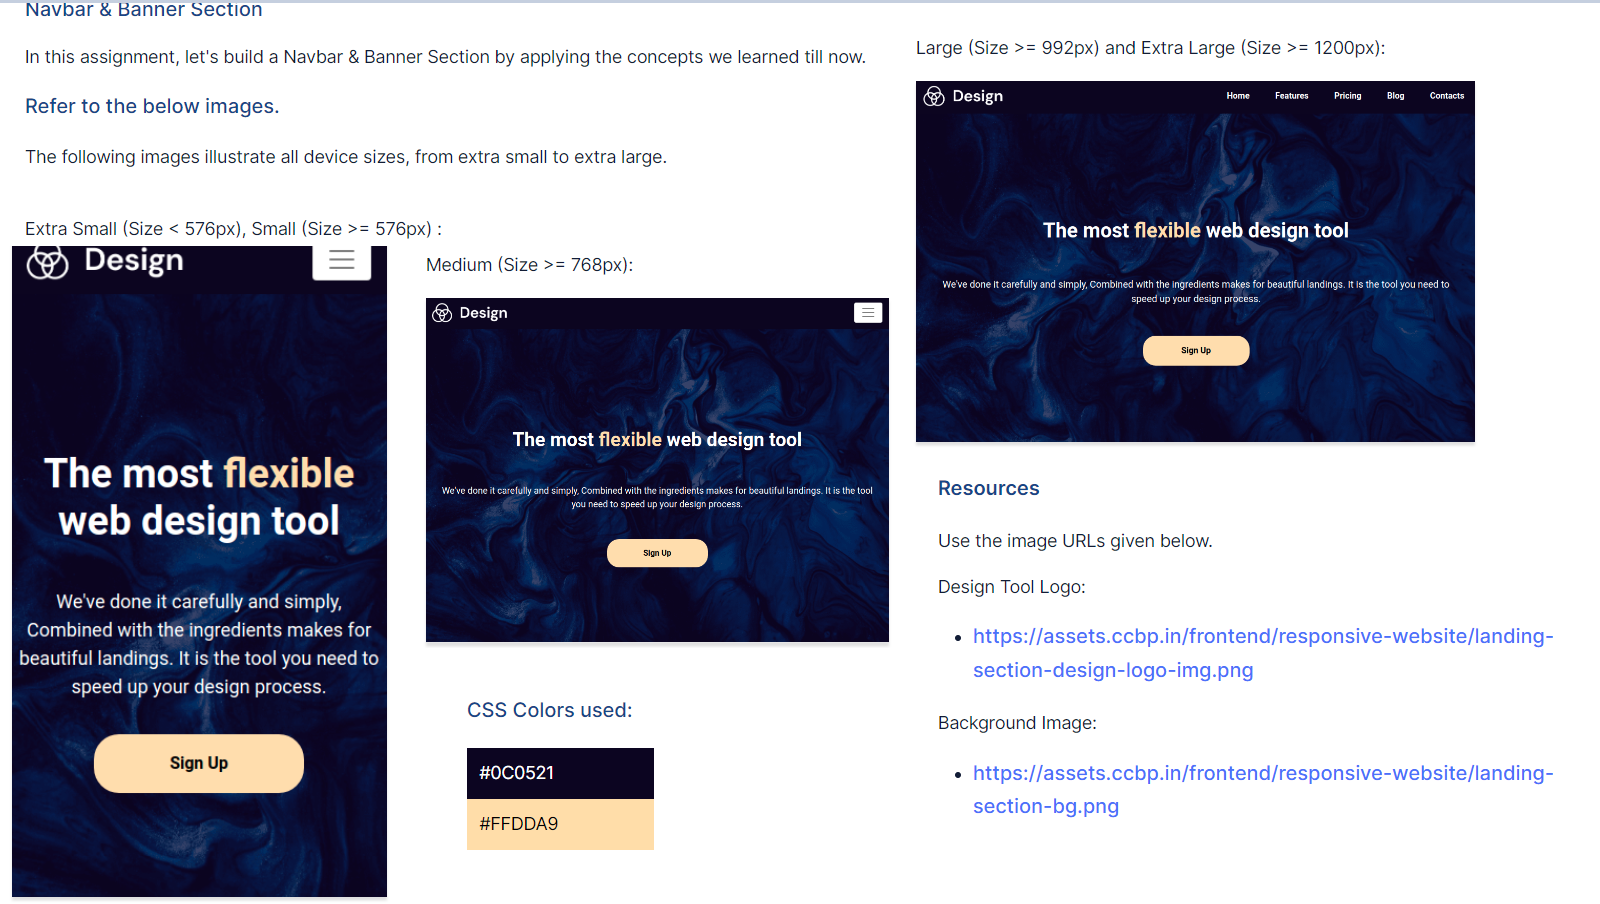 Navbar & Banner Section
In this assignment, let's build a Navbar & Banner Section by applying the concepts we learned till now.
Refer to the below images.
The following images illustrate all device sizes, from extra small to extra large.
Extra Small (Size < 576px), Small (Size >= 576px) :
Design
The most flexible
web design tool
We've done it carefully and simply,
Combined with the ingredients makes for
beautiful landings. It is the tool you need to
speed up your design process.
Sign Up
Medium (Size >= 768px):
Design
The most flexible web design tool
We've done it carefully and simply, Combined with the ingredients makes for beautiful landings. It is the tool
you need to speed up your design process.
Sign Up
CSS Colors used:
#0C0521
#FFDDA9
Large (Size >= 992px) and Extra Large (Size >= 1200px):
Design
Home Features Pricing Blog Contacts
The most flexible web design tool
We've done it carefully and simply, Combined with the ingredients makes for beautiful landings. It is the tool you need to
speed up your design process.
Sign Up
Resources
Use the image URLs given below.
Design Tool Logo:
• https://assets.ccbp.in/frontend/responsive-website/landing-
section-design-logo-img.png
Background Image:
• https://assets.ccbp.in/frontend/responsive-website/landing-
section-bg.png